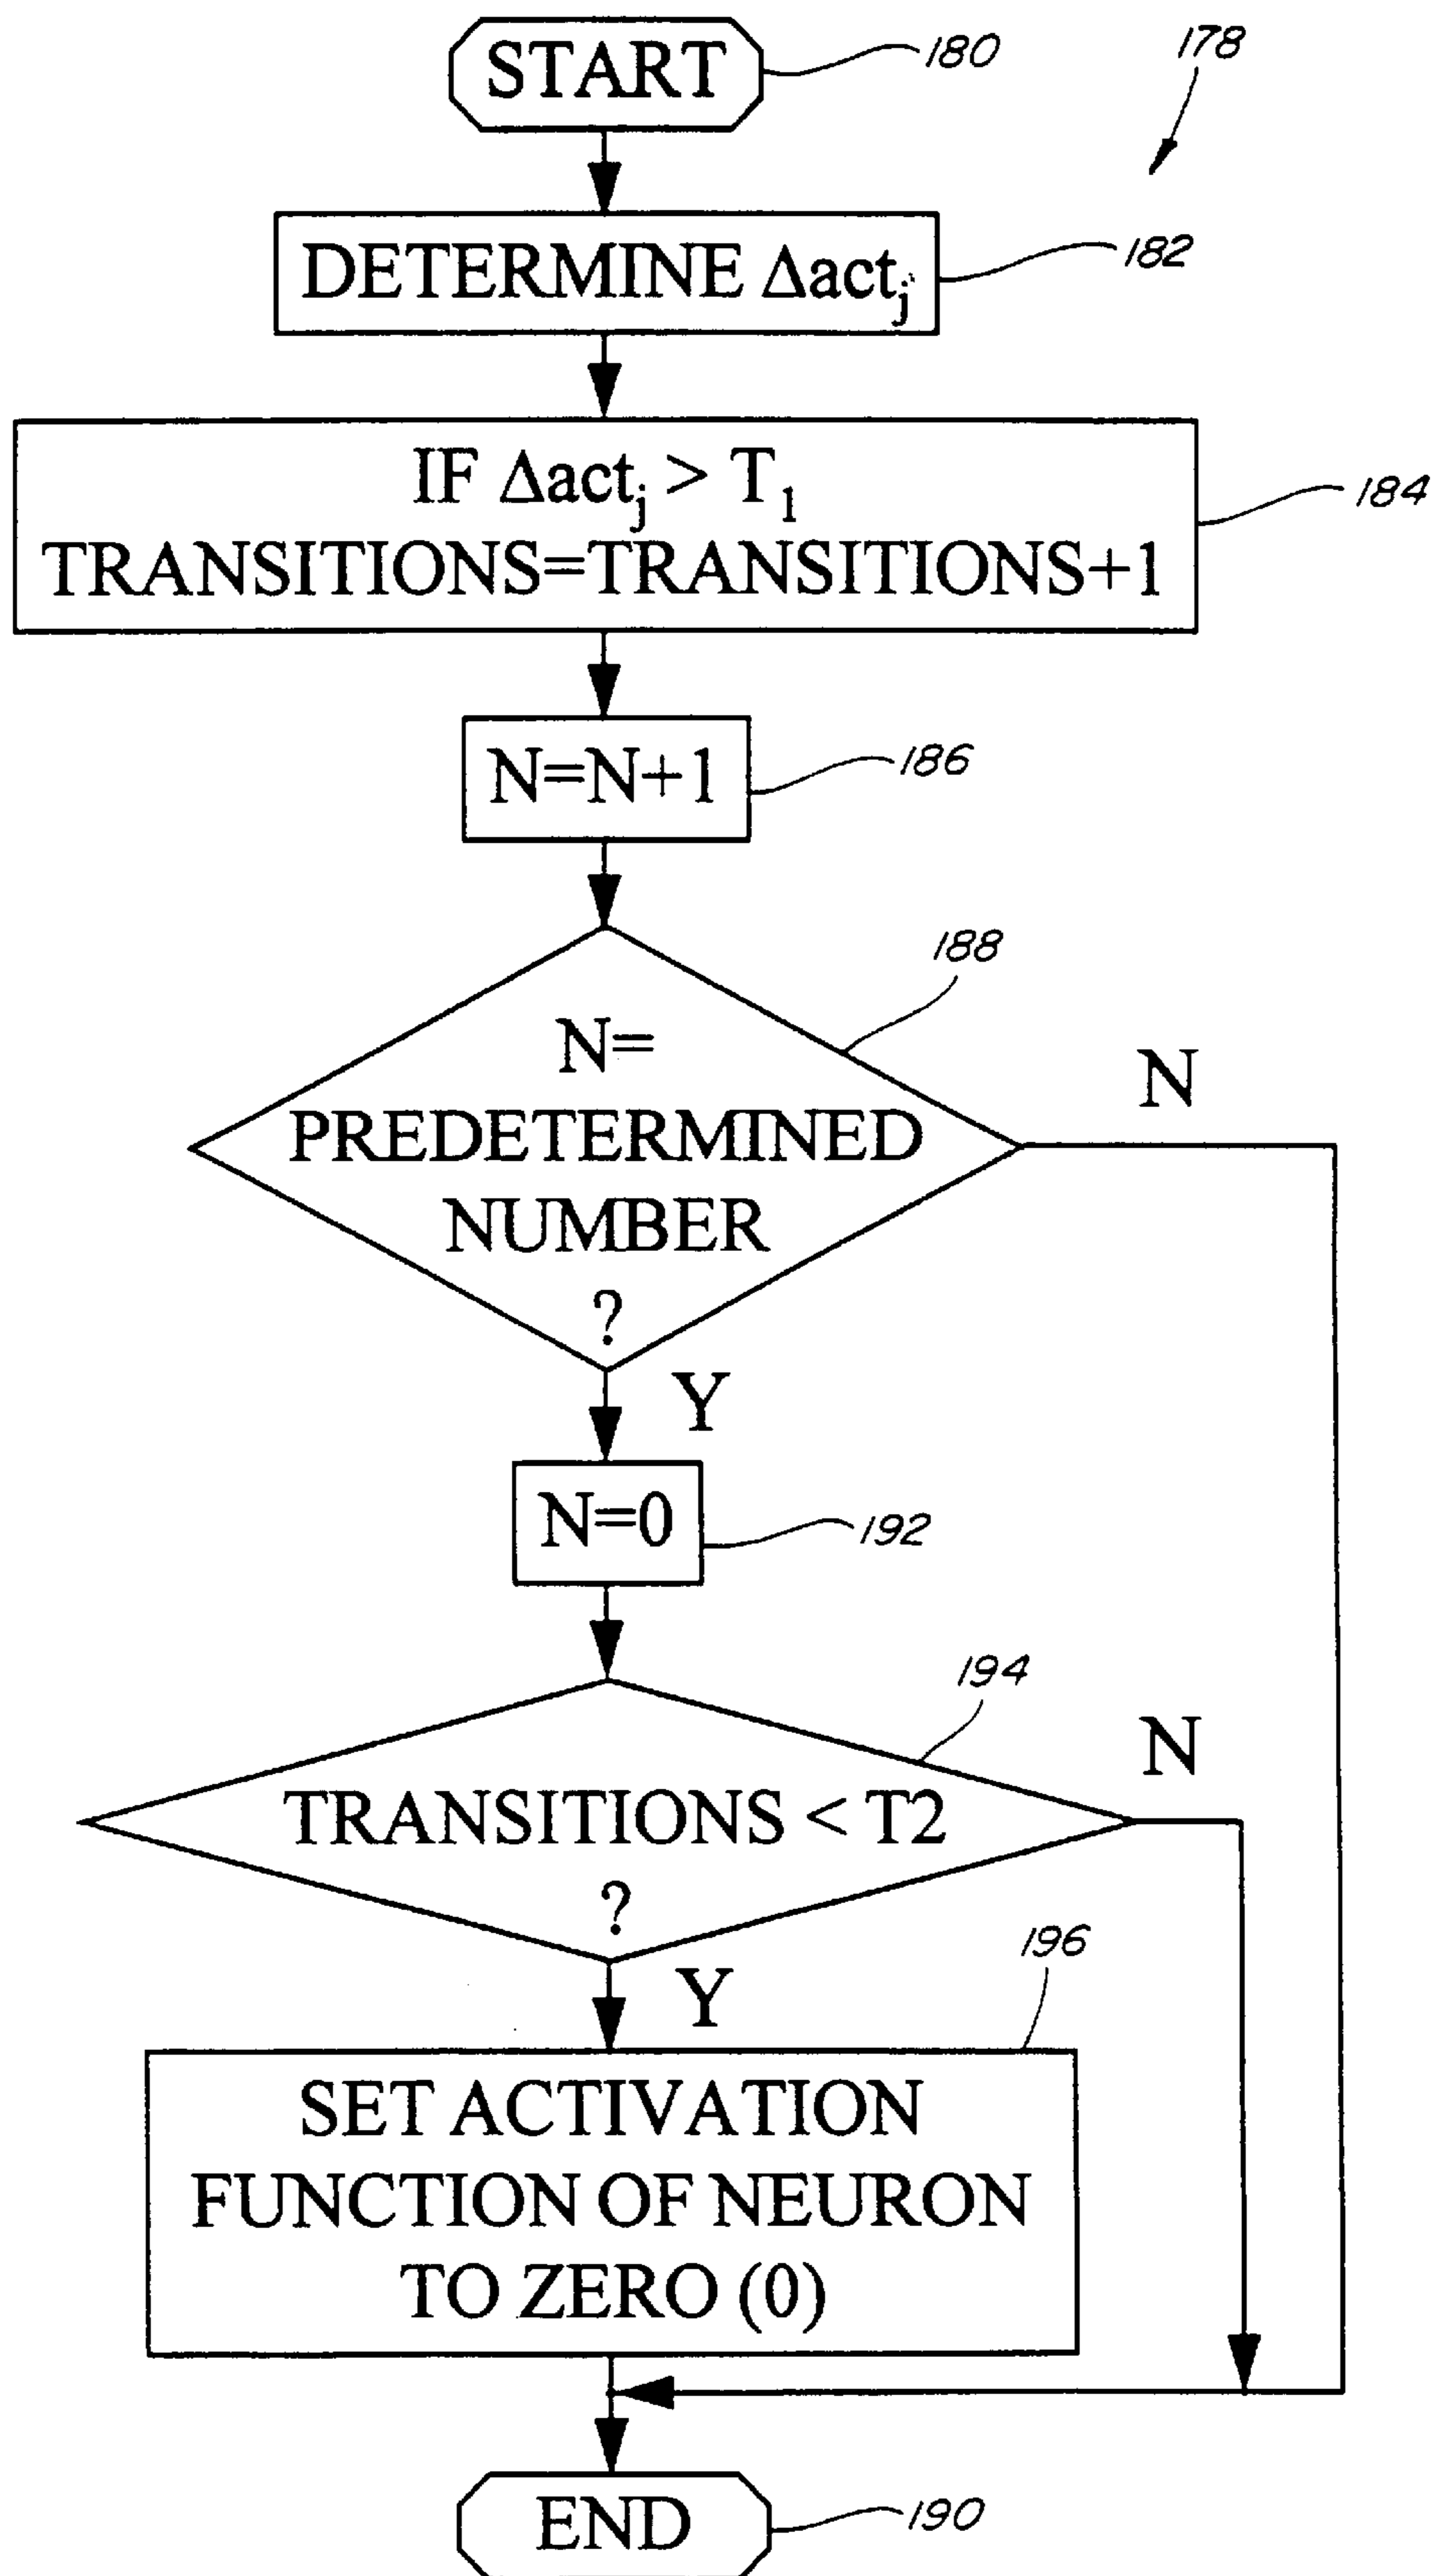 START
180
178
DETERMINE Δactj
182
IF Δactj > T1
TRANSITIONS=TRANSITIONS+1
184
N=N+1
186
188
N=
PREDETERMINED
NUMBER
?
N
Y
N=0
192
194
TRANSITIONS < T2
?
N
Y
196
SET ACTIVATION
FUNCTION OF NEURON
TO ZERO (0)
END
190